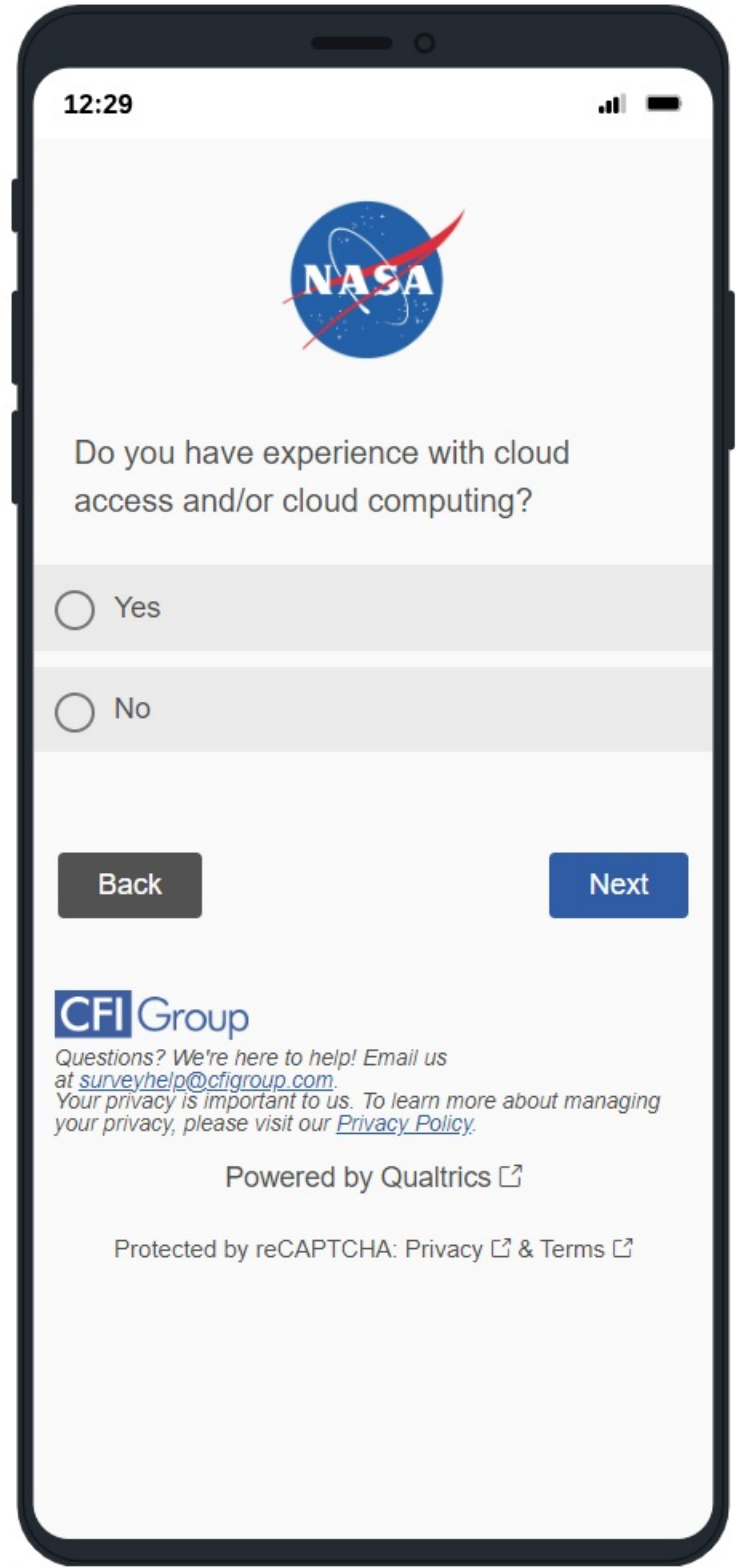 12:29
NASA
Do you have experience with cloud
access and/or cloud computing?
Yes
No
Back
Next
CFI Group
Questions? We're here to help! Email us
at surveyhelp@cfigroup.com.
Your privacy is important to us. To learn more about managing
your privacy, please visit our Privacy Policy.
Powered by Qualtrics
Protected by reCAPTCHA: Privacy & Terms